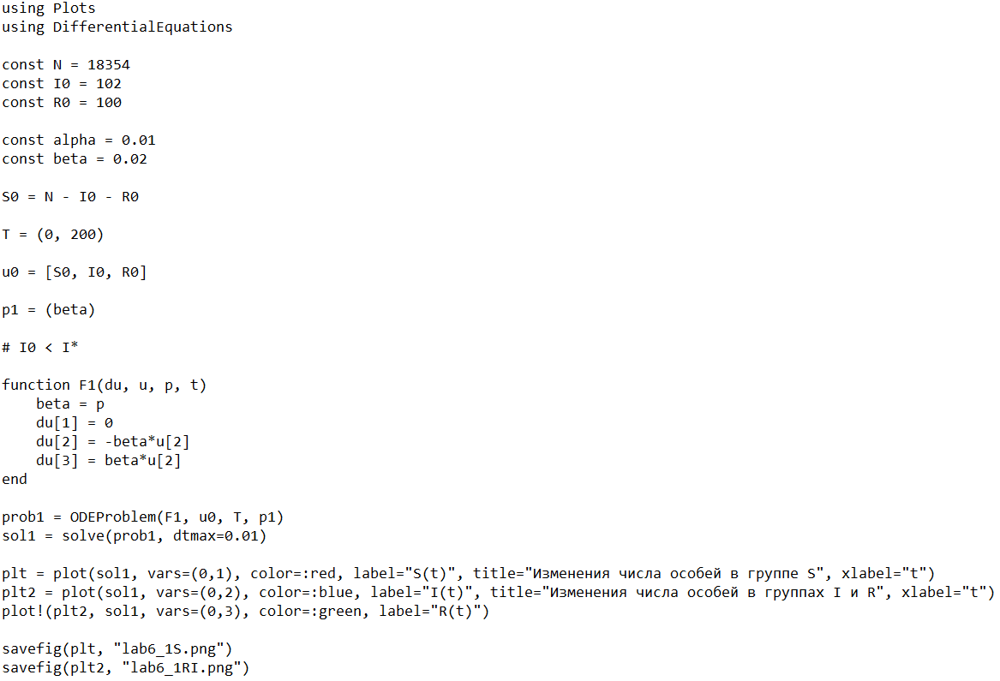 using Plots
using DifferentialEquations

const N = 18354
const I0 = 102
const R0 = 100

const alpha = 0.01
const beta = 0.02

S0 = N - I0 - R0

T = (0, 200)

u0 = [S0, I0, R0]

p1 = (beta)

# I0 < I*

function F1(du, u, p, t)
    beta = p
    du[1] = 0
    du[2] = -beta*u[2]
    du[3] = beta*u[2]
end

prob1 = ODEProblem(F1, u0, T, p1)
sol1 = solve(prob1, dtmax=0.01)

plt = plot(sol1, vars=(0,1), color=:red, label="S(t)", title="Изменения числа особей в группе S", xlabel="t")
plt2 = plot(sol1, vars=(0,2), color=:blue, label="I(t)", title="Изменения числа особей в группах I и R", xlabel="t")
plot!(plt2, sol1, vars=(0,3), color=:green, label="R(t)")

savefig(plt, "lab6_1S.png")
savefig(plt2, "lab6_1RI.png")